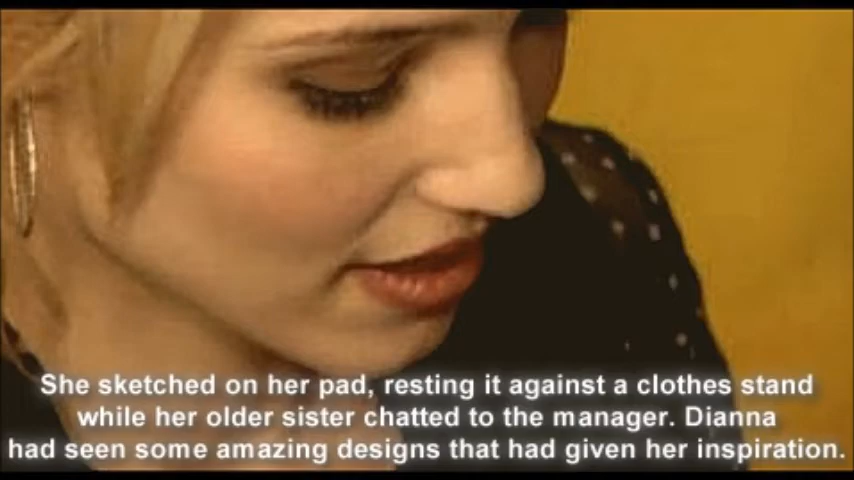 She sketched on her pad, resting it against a clothes stand
while her older sister chatted to the manager. Dianna
had seen some amazing designs that had given her inspiration.